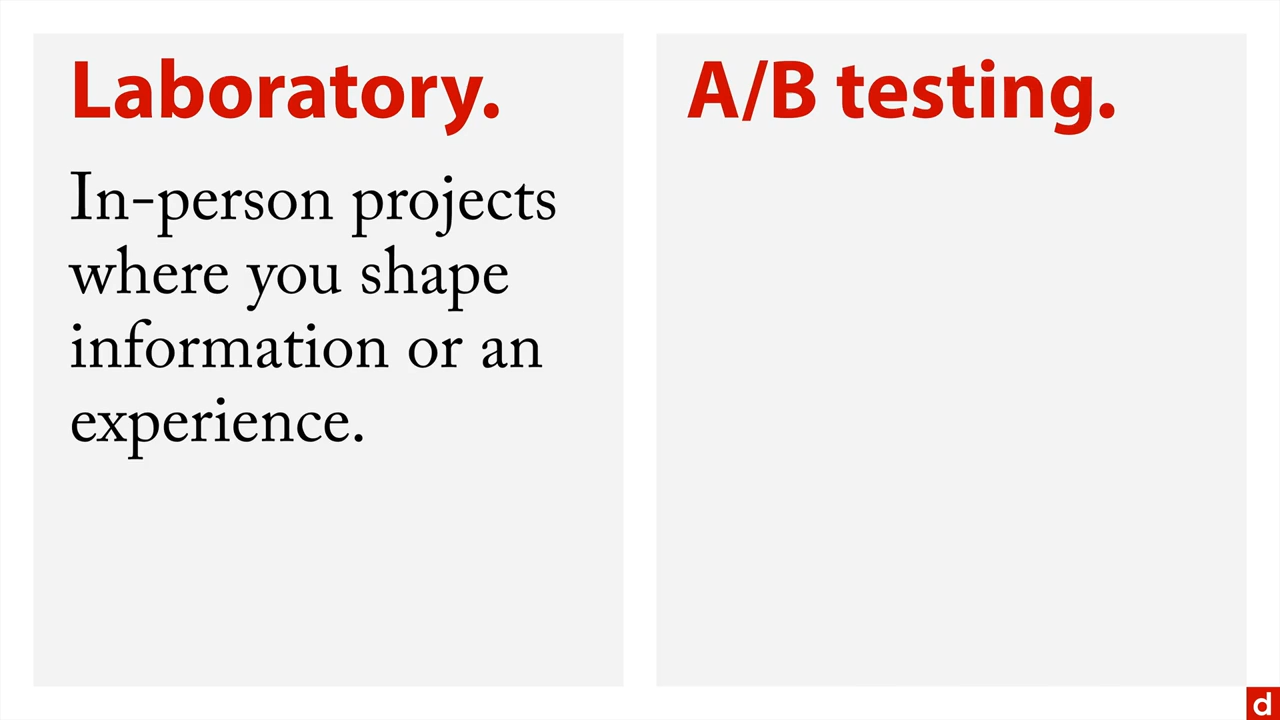 Laboratory.
In-person projects
where you shape
information or an
experience.
A/B testing.
d